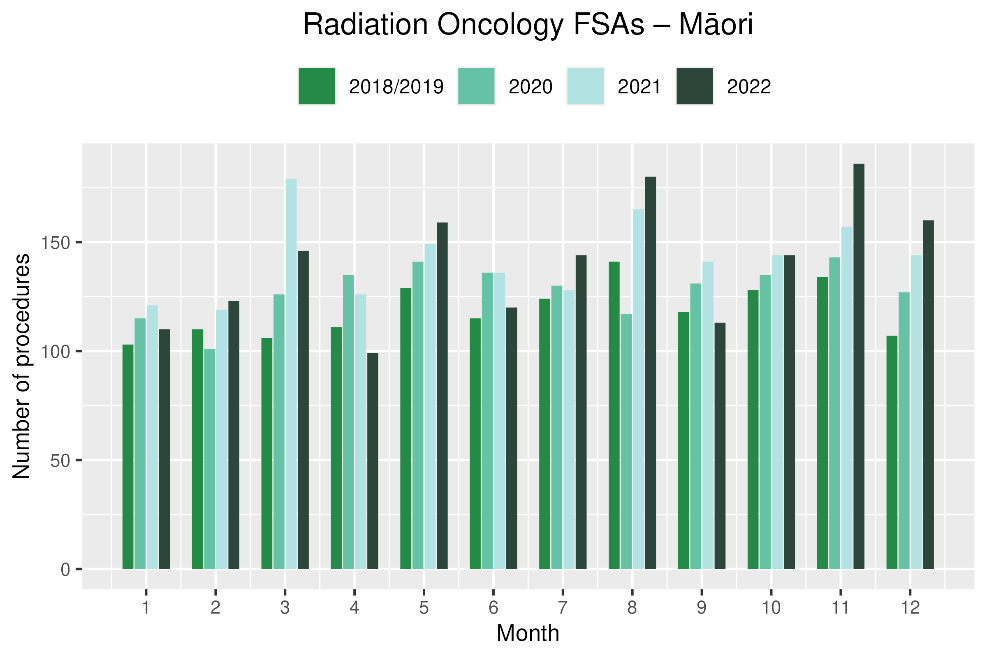 Radiation Oncology FSAs – Māori
2018/2019 2020 2021 2022
Number of procedures
150
100
50
0
1 2 3 4 5 6 7 8 9 10 11 12
Month